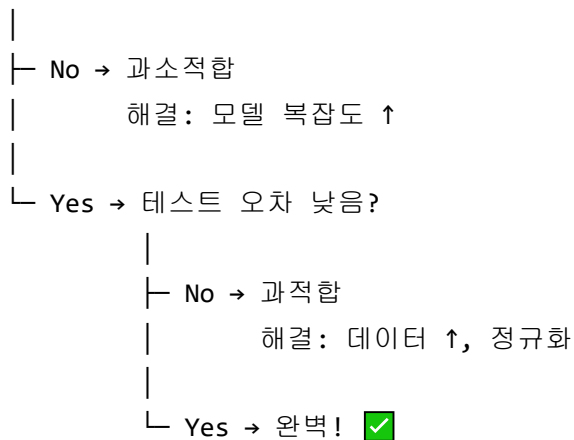 No → 과소적합
해결: 모델 복잡도 ↑
Yes → 테스트 오차 낮음?
No → 과적합
해결: 데이터 ↑, 정규화
Yes → 완벽! ✅